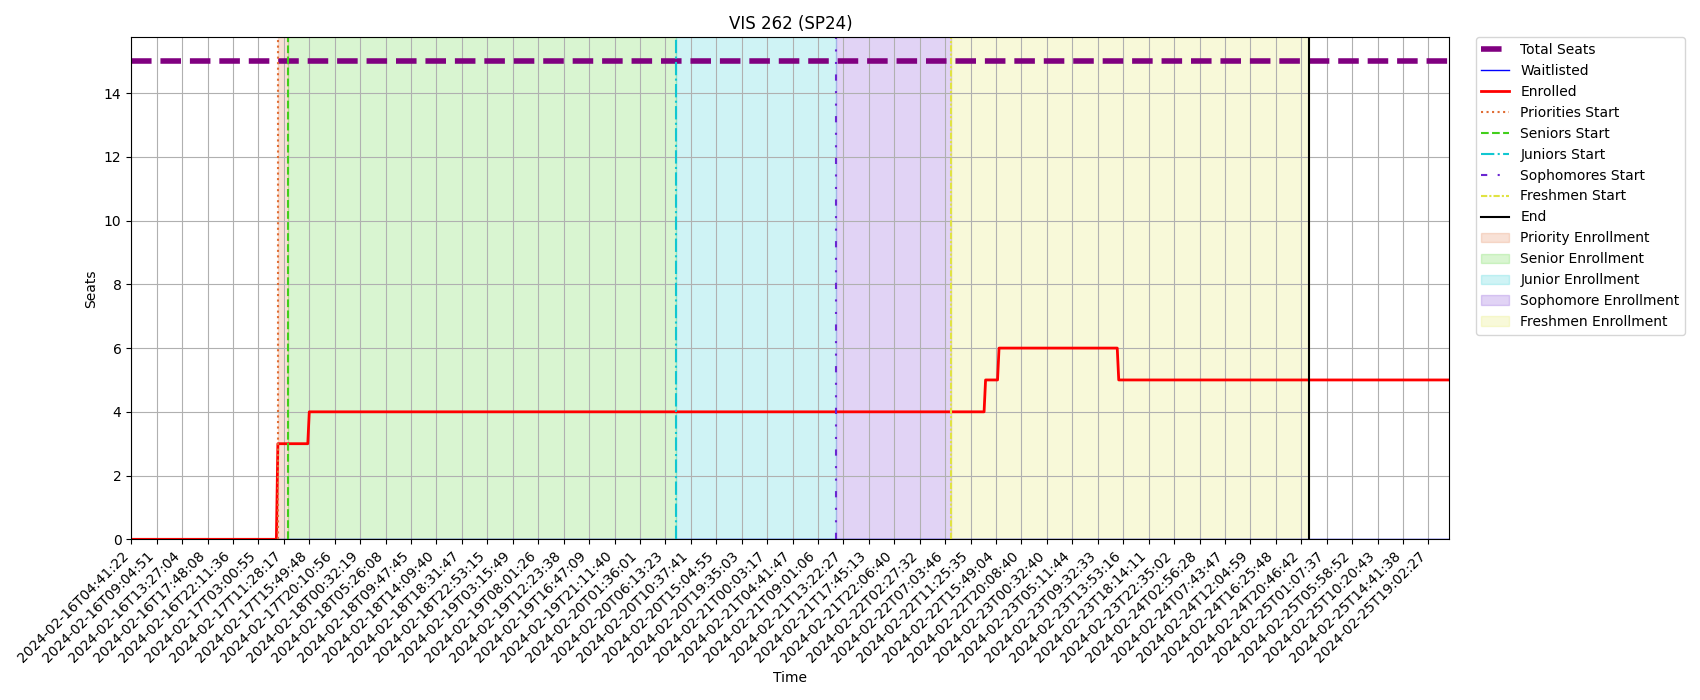 VIS 262 (SP24)
Seats
14
12
10
8
6
4
2
0
2024-02-16T04:41:22
2024-02-16T09:04:51
2024-02-16T13:27:04
2024-02-16T17:48:08
2024-02-16T22:11:36
2024-02-17T03:00:55
2024-02-17T11:28:17
2024-02-17T15:49:48
2024-02-17T20:10:56
2024-02-18T00:32:19
2024-02-18T05:26:08
2024-02-18T09:47:45
2024-02-18T14:09:40
2024-02-18T18:31:47
2024-02-18T22:53:15
2024-02-19T03:15:49
2024-02-19T08:01:26
2024-02-19T12:23:38
2024-02-19T16:47:09
2024-02-19T21:11:40
2024-02-20T01:36:01
2024-02-20T06:13:23
2024-02-20T10:37:41
2024-02-20T15:04:55
2024-02-20T19:35:03
2024-02-21T00:03:17
2024-02-21T04:41:47
2024-02-21T09:01:06
2024-02-21T13:22:27
2024-02-21T17:45:13
2024-02-21T22:06:40
2024-02-22T02:27:32
2024-02-22T07:03:46
2024-02-22T11:25:35
2024-02-22T15:49:04
2024-02-22T20:08:40
2024-02-23T00:32:40
2024-02-23T05:11:44
2024-02-23T09:32:33
2024-02-23T13:53:16
2024-02-23T18:14:11
2024-02-23T22:35:02
2024-02-24T02:56:28
2024-02-24T07:43:47
2024-02-24T12:04:59
2024-02-24T16:25:48
2024-02-24T20:46:42
2024-02-25T01:07:37
2024-02-25T05:58:52
2024-02-25T10:20:43
2024-02-25T14:41:38
2024-02-25T19:02:27
Time
Total Seats
Waitlisted
Enrolled
Priorities Start
Seniors Start
Juniors Start
Sophomores Start
Freshmen Start
End
Priority Enrollment
Senior Enrollment
Junior Enrollment
Sophomore Enrollment
Freshmen Enrollment